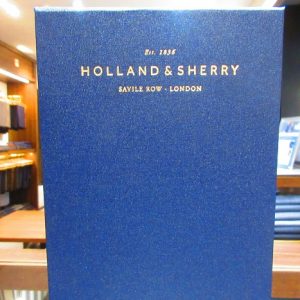 Est. 1836
HOLLAND & SHERRY
SAVILE ROW · LONDON